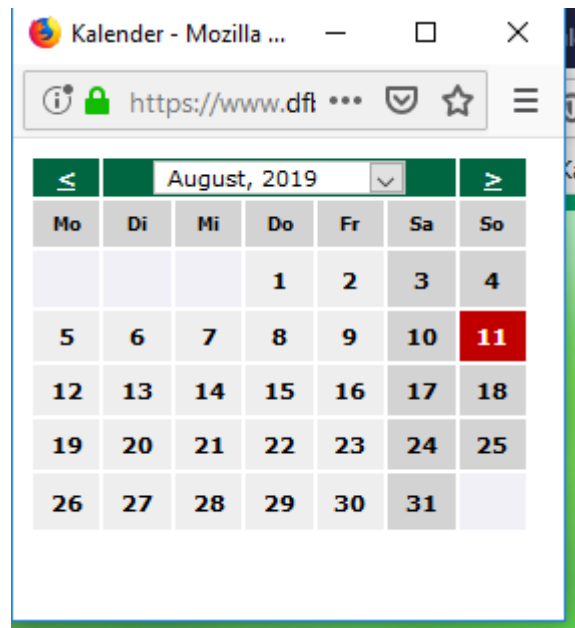 Kalender - Mozilla ...
https://www.dfb
≤ August, 2019 ≥
Mo Di Mi Do Fr Sa So
1 2 3 4
5 6 7 8 9 10 11
12 13 14 15 16 17 18
19 20 21 22 23 24 25
26 27 28 29 30 31